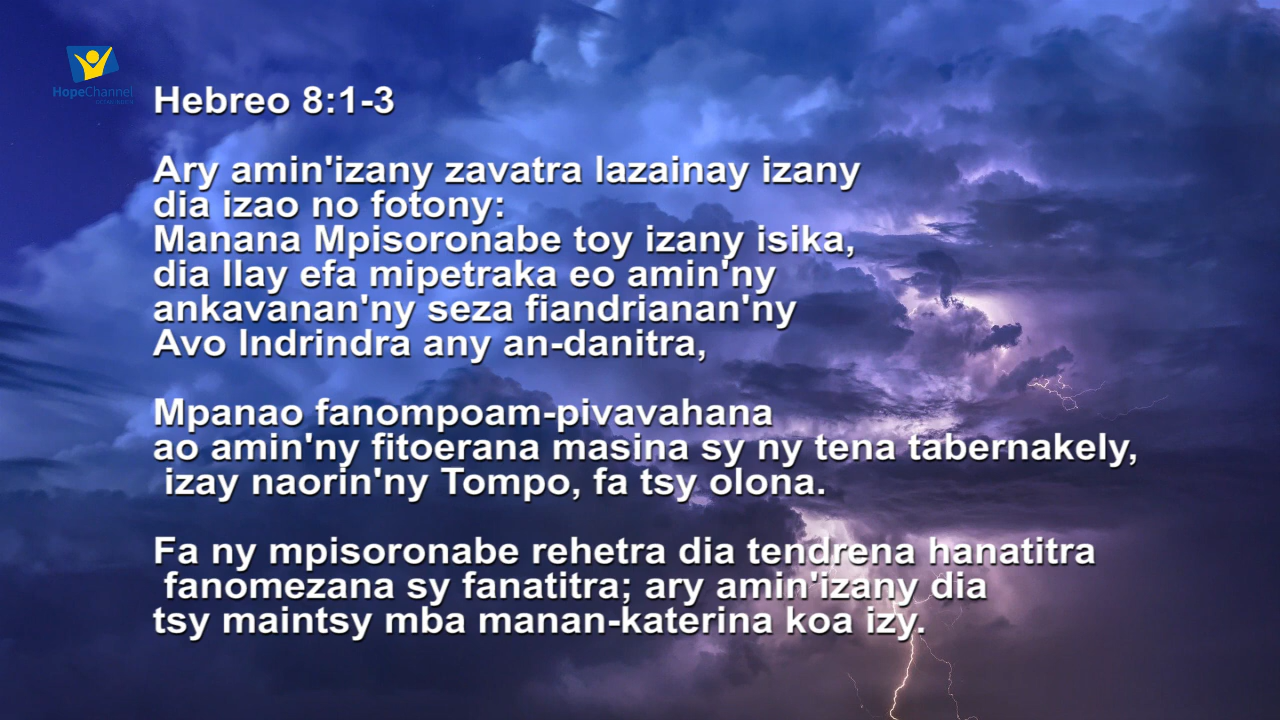 HopeChannel
Hebreo 8:1-3
Ary amin'izany zavatra lazainay izany
dia izao no fotony:
Manana Mpisoronabe toy izany isika,
dia Ilay efa mipetraka eo amin'ny
ankavanan'ny seza fiandrianan'ny
Avo Indrindra any an-danitra,
Mpanao fanompoam-pivavahana
ao amin'ny fitoerana masina sy ny tena tabernakely,
izay naorin'ny Tompo, fa tsy olona.
Fa ny mpisoronabe rehetra dia tendrena hanatitra
fanomezana sy fanatitra; ary amin'izany dia
tsy maintsy mba manan-katerina koa izy.